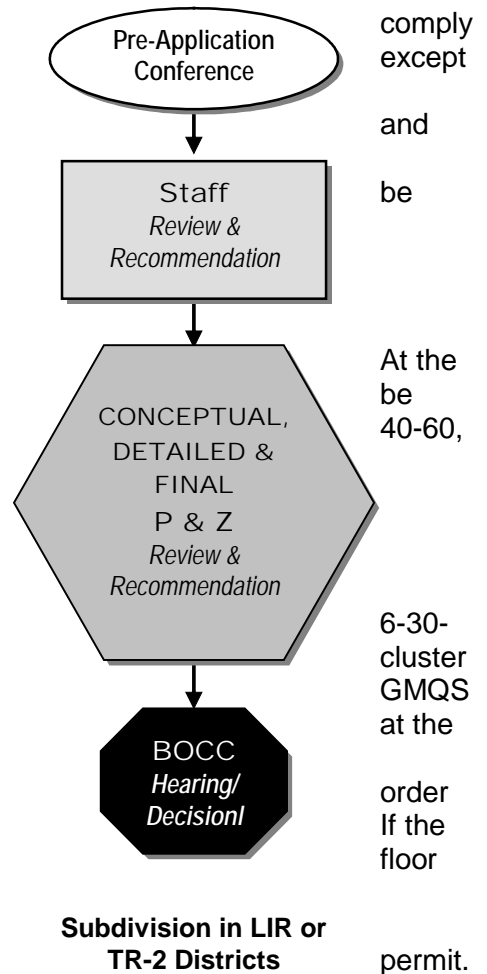 Pre-Application
Conference
Staff
Review &
Recommendation
CONCEPTUAL,
DETAILED &
FINAL
P & Z
Review &
Recommendation
BOCC
Hearing/
DecisionI
Subdivision in LIR or
TR-2 Districts
comply
except
and
be
At the
be
40-60,
6-30-
cluster
GMQS
at the
order
If the
floor
permit.